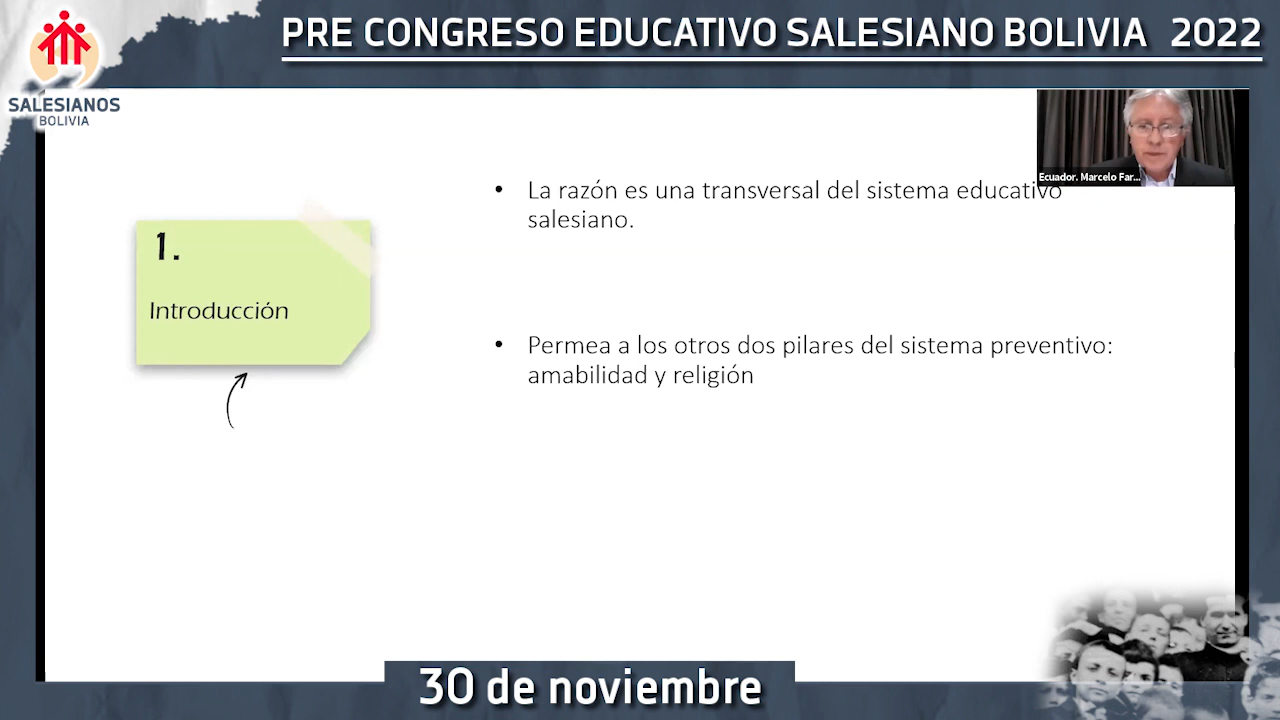 PRE CONGRESO EDUCATIVO SALESIANO BOLIVIA 2022
SALESIANOS
BOLIVIA
Ecuador. Marcelo Far...
• La razón es una transversal del sistema educativo
salesiano.
1.
Introducción
• Permea a los otros dos pilares del sistema preventivo:
amabilidad y religión
30 de noviembre